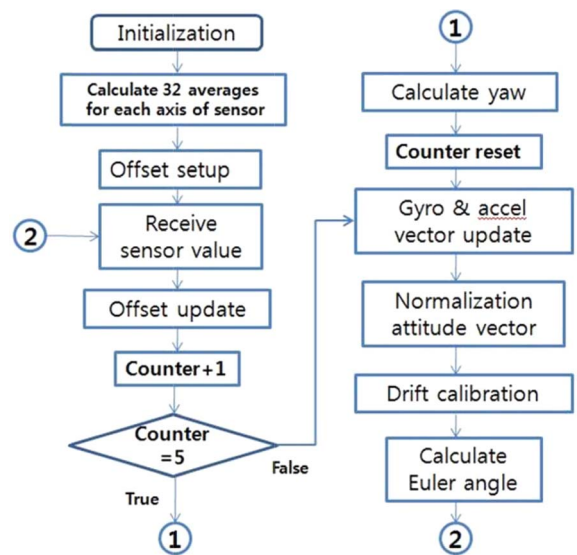 Initialization
Calculate 32 averages
for each axis of sensor
Offset setup
2
Receive
sensor value
Offset update
Counter+1
Counter
=5
False
True
1
1
Calculate yaw
Counter reset
Gyro & accel
vector update
Normalization
attitude vector
Drift calibration
Calculate
Euler angle
2